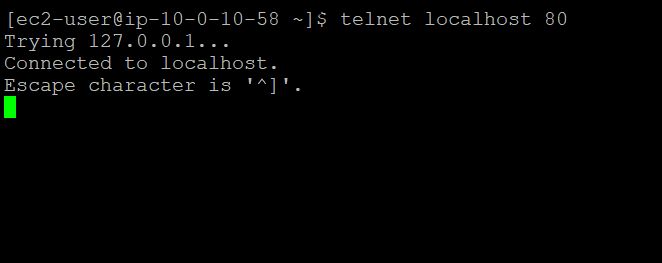 [ec2-user@ip-10-0-10-58 ~]$ telnet localhost 80
Trying 127.0.0.1...
Connected to localhost.
Escape character is '^]'.